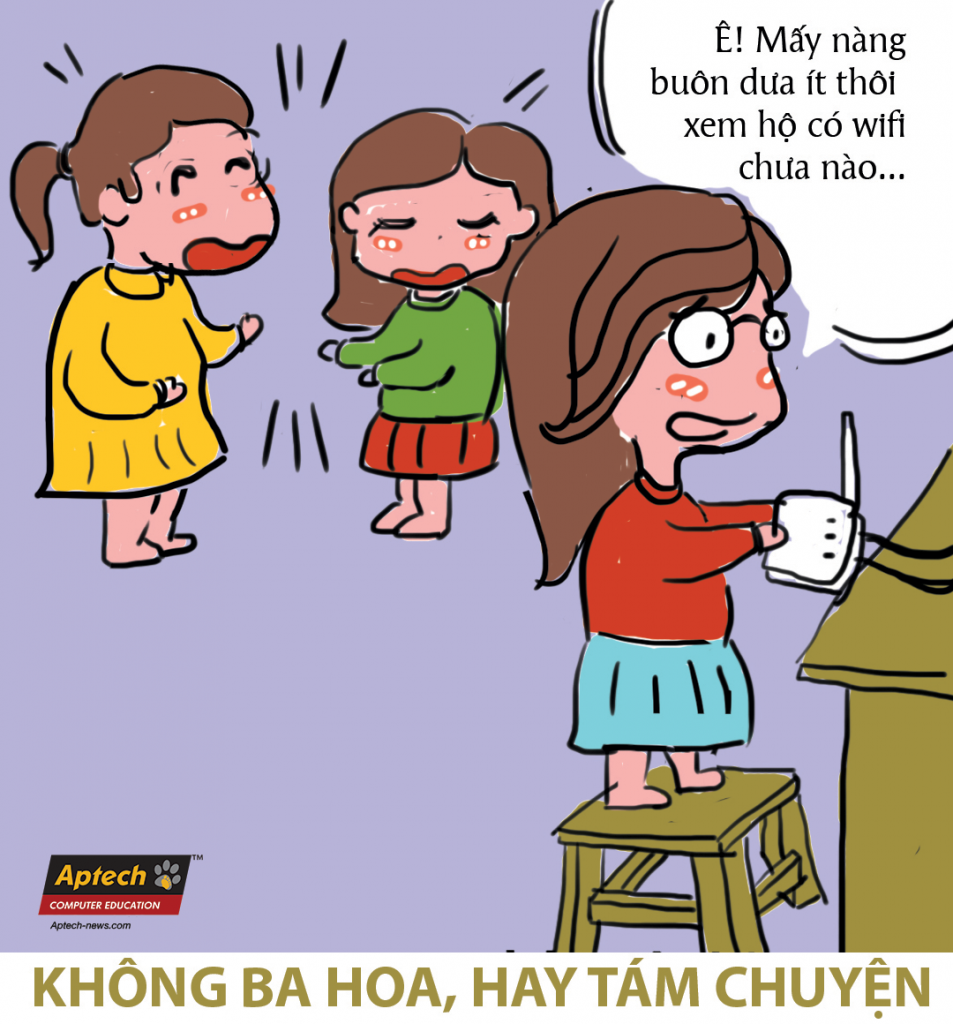 Ê! Mấy nàng
buôn dưa ít thôi
xem hộ có wifi
chưa nào...
Aptech TM
COMPUTER EDUCATION
Aptech-news.com
KHÔNG BA HOA, HAY TÁM CHUYỆN